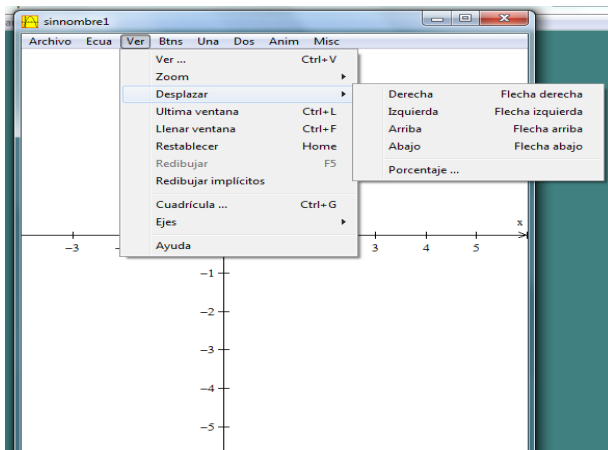 sinnombre1
Archivo Ecua Ver Btns Una Dos Anim Misc
Ver ... Ctrl+V
Zoom
Desplazar
Ultima ventana Ctrl+L
Llenar ventana Ctrl+F
Restablecer Home
Redibujar F5
Redibujar implícitos
Cuadrícula ... Ctrl+G
Ejes
Ayuda
Derecha Flecha derecha
Izquierda Flecha izquierda
Arriba Flecha arriba
Abajo Flecha abajo
Porcentaje ...
x
−3 3 4 5
−1
−2
−3
−4
−5